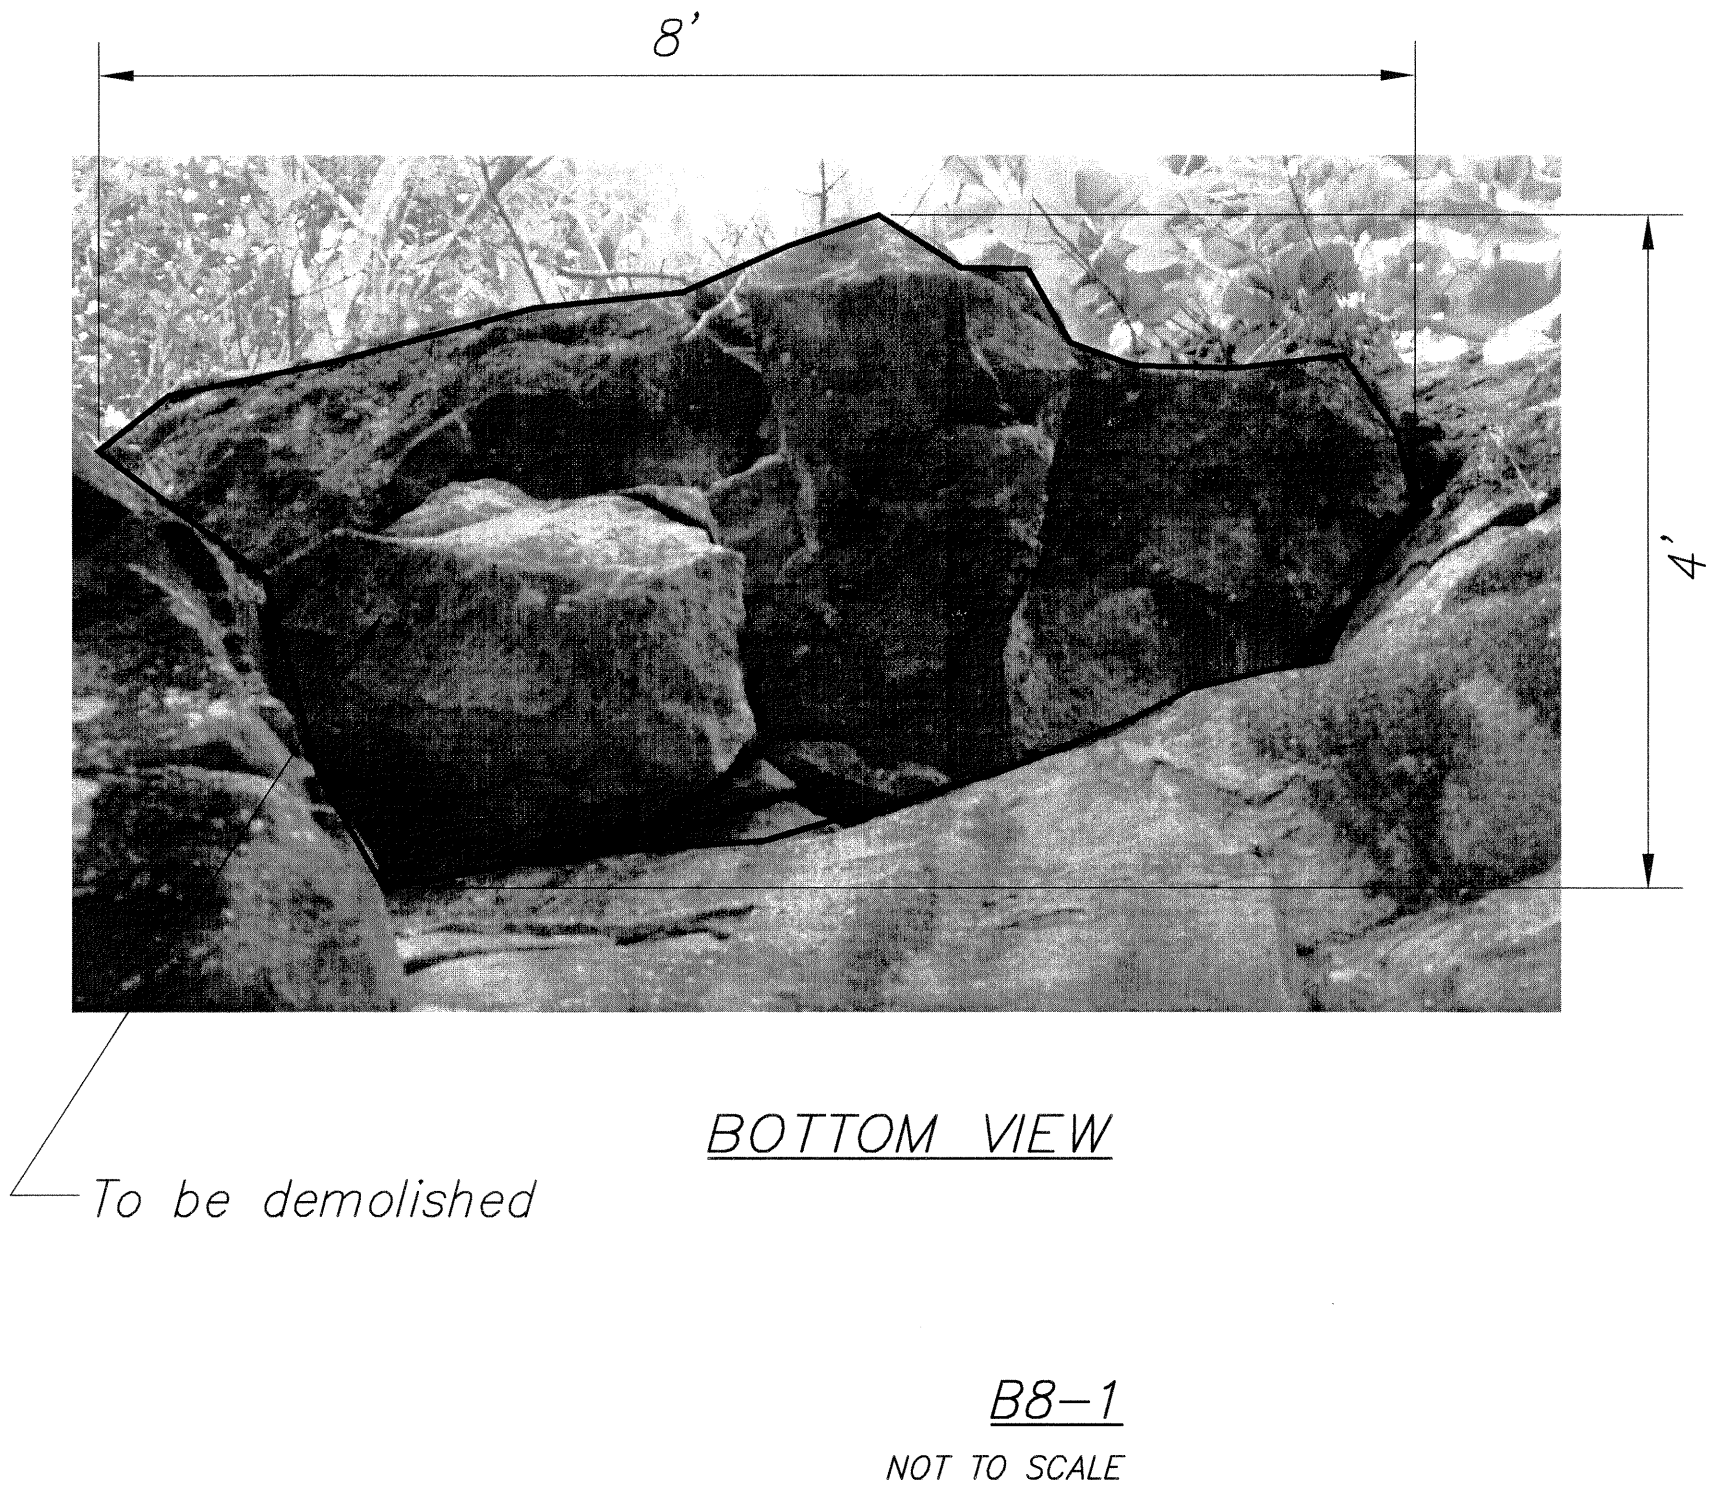 8'
4'
BOTTOM VIEW
To be demolished
B8-1
NOT TO SCALE